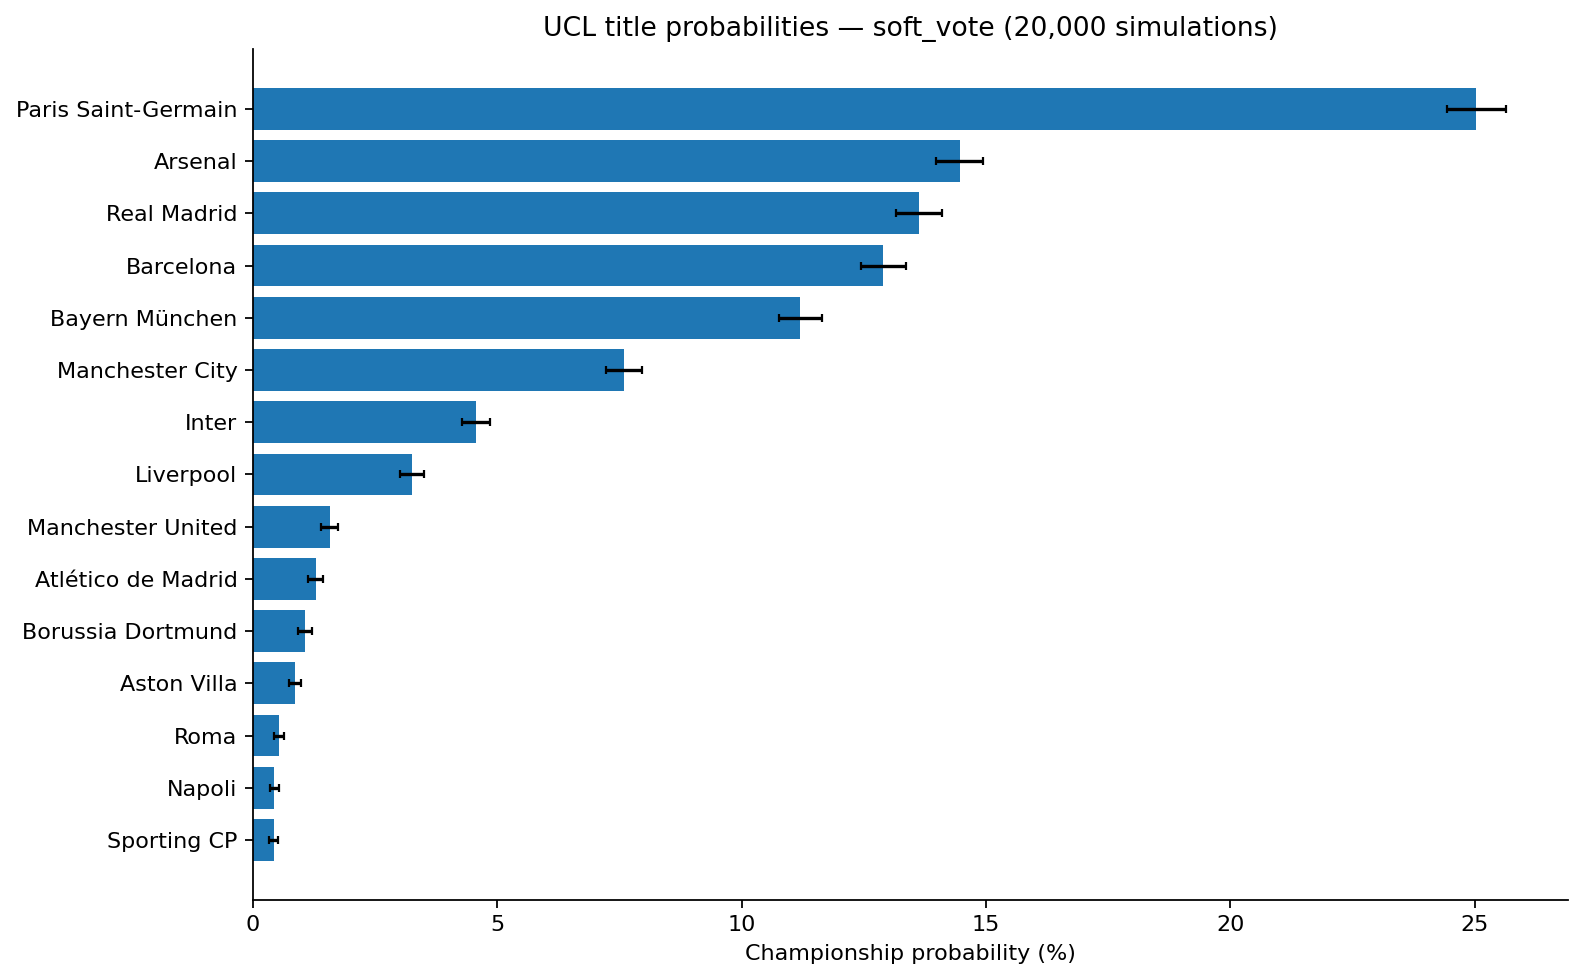 UCL title probabilities — soft_vote (20,000 simulations)
Paris Saint-Germain
Arsenal
Real Madrid
Barcelona
Bayern München
Manchester City
Inter
Liverpool
Manchester United
Atlético de Madrid
Borussia Dortmund
Aston Villa
Roma
Napoli
Sporting CP
0 5 10 15 20 25
Championship probability (%)